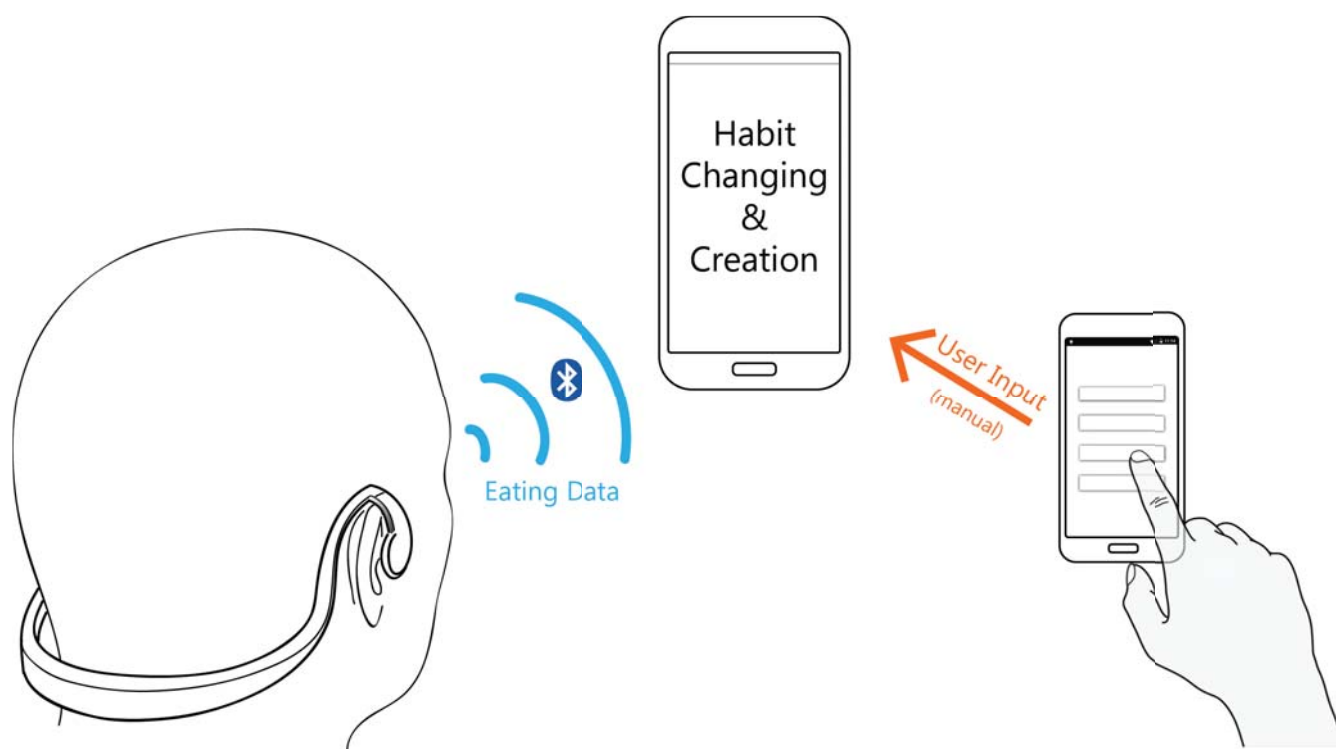 Habit
Changing
&
Creation
User Input
(manual)
Eating Data